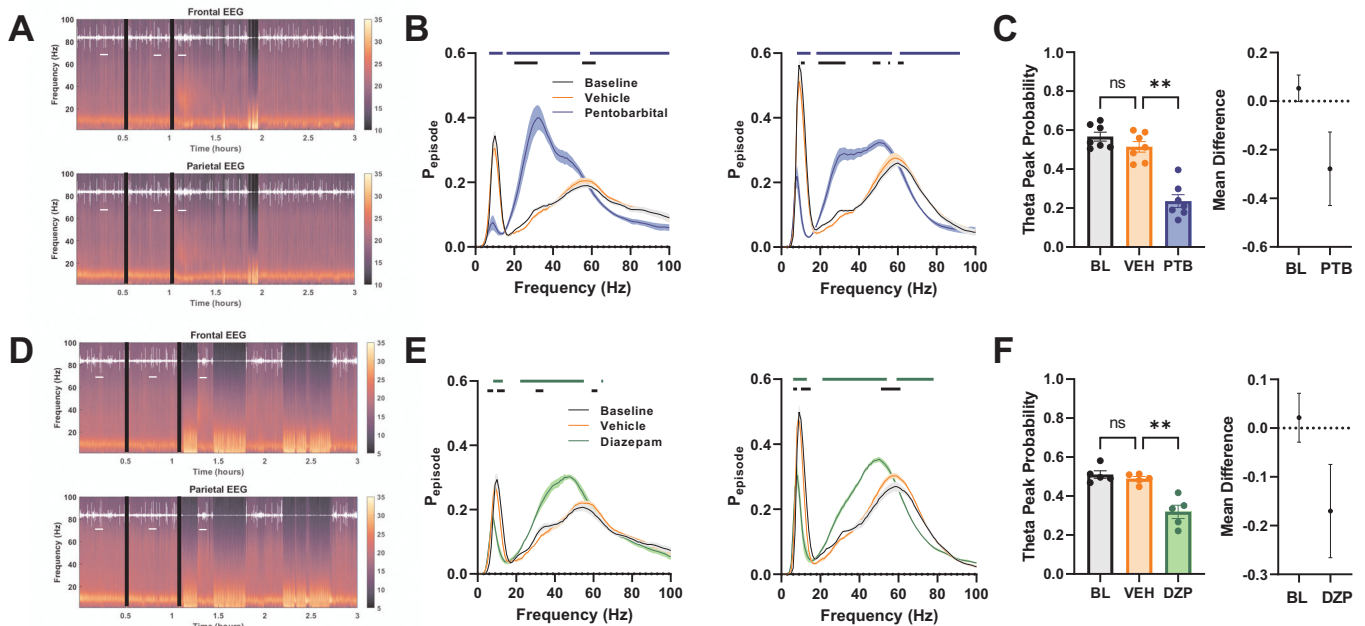 A
Frontal EEG
Frequency (Hz)
100
80
60
40
20
0.5
1
1.5
2
2.5
3
Time (hours)
35
30
25
20
15
10
Parietal EEG
Frequency (Hz)
100
80
60
40
20
0.5
1
1.5
2
2.5
3
Time (hours)
35
30
25
20
15
10
B
Pepisode
0.6
0.4
0.2
0.0
0
20
40
60
80
100
Frequency (Hz)
Baseline
Vehicle
Pentobarbital
0.6
0.4
0.2
0.0
0
20
40
60
80
100
Frequency (Hz)
C
Theta Peak Probability
1.0
0.8
0.6
0.4
0.2
0.0
ns
**
BL
VEH
PTB
Mean Difference
0.2
0.0
-0.2
-0.4
-0.6
BL
PTB
D
Frontal EEG
Frequency (Hz)
100
80
60
40
20
0.5
1
1.5
2
2.5
3
Time (hours)
35
30
25
20
15
10
5
Parietal EEG
Frequency (Hz)
100
80
60
40
20
0.5
1
1.5
2
2.5
3
Time (hours)
35
30
25
20
15
10
5
E
Pepisode
0.6
0.4
0.2
0.0
0
20
40
60
80
100
Frequency (Hz)
Baseline
Vehicle
Diazepam
0.6
0.4
0.2
0.0
0
20
40
60
80
100
Frequency (Hz)
F
Theta Peak Probability
1.0
0.8
0.6
0.4
0.2
0.0
ns
**
BL
VEH
DZP
Mean Difference
0.1
0.0
-0.1
-0.2
-0.3
BL
DZP